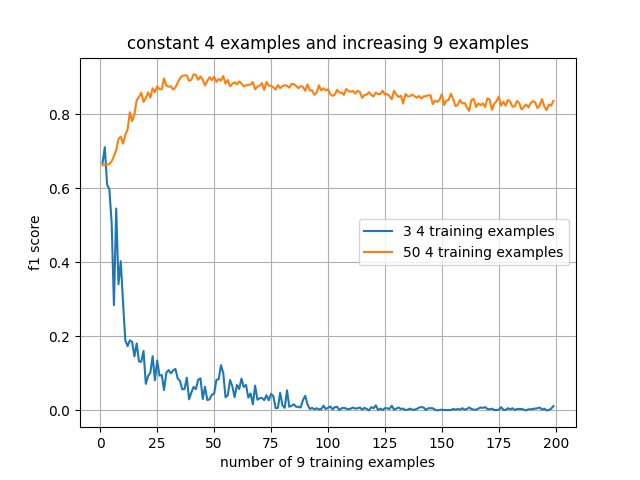 constant 4 examples and increasing 9 examples
f1 score
0.8
0.6
0.4
0.2
0.0
3 4 training examples
50 4 training examples
0 25 50 75 100 125 150 175 200
number of 9 training examples